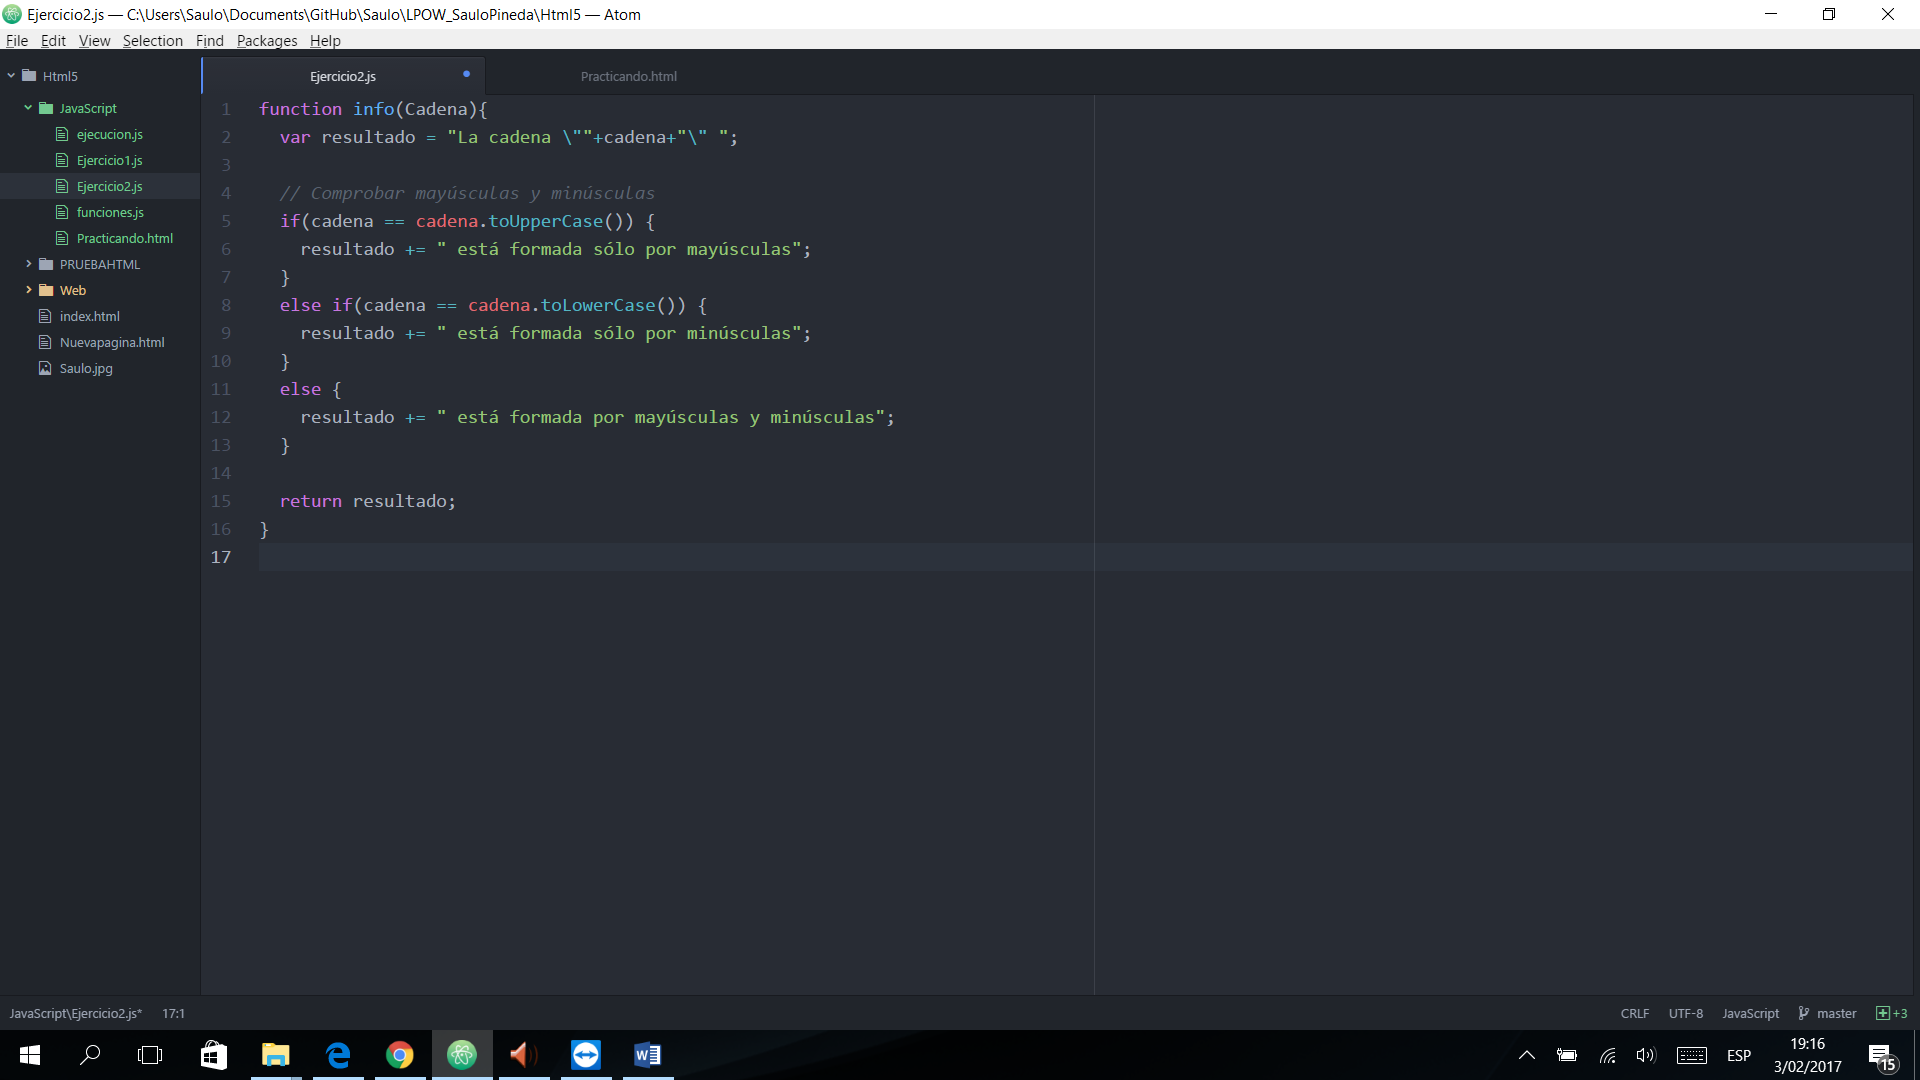 Ejercicio2.js — C:\Users\Saulo\Documents\GitHub\Saulo\LPOW_SauloPineda\Html5 — Atom
File Edit View Selection Find Packages Help
Html5
JavaScript
ejecucion.js
Ejercicio1.js
Ejercicio2.js
funciones.js
Practicando.html
PRUEBAHTML
Web
index.html
Nuevapagina.html
Saulo.jpg
Ejercicio2.js Practicando.html
1 function info(Cadena){
2   var resultado = "La cadena \""+cadena+"\" ";
3
4   // Comprobar mayúsculas y minúsculas
5   if(cadena == cadena.toUpperCase()) {
6     resultado += " está formada sólo por mayúsculas";
7   }
8   else if(cadena == cadena.toLowerCase()) {
9     resultado += " está formada sólo por minúsculas";
10   }
11   else {
12     resultado += " está formada por mayúsculas y minúsculas";
13   }
14
15   return resultado;
16 }
17
JavaScript\Ejercicio2.js* 17:1 CRLF UTF-8 JavaScript master +3
ESP
19:16
3/02/2017
15